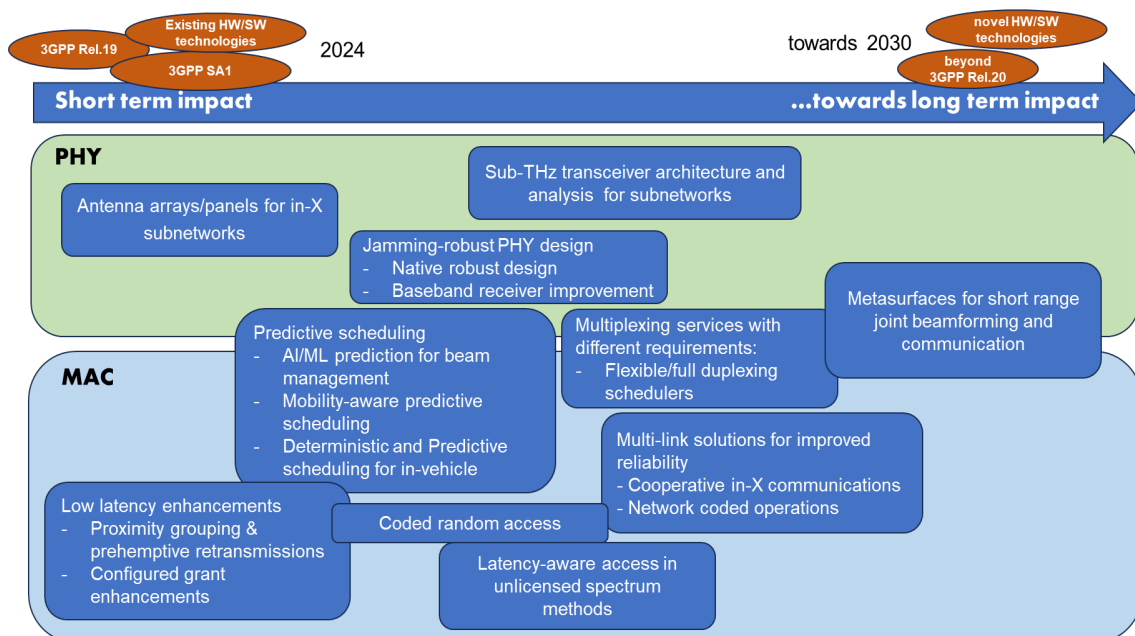 3GPP Rel.19
Existing HW/SW
technologies
3GPP SA1
2024
towards 2030
novel HW/SW
technologies
beyond
3GPP Rel.20
Short term impact
...towards long term impact
PHY
Antenna arrays/panels for in-X
subnetworks
Sub-THz transceiver architecture and
analysis for subnetworks
Jamming-robust PHY design
- Native robust design
- Baseband receiver improvement
Metasurfaces for short range
joint beamforming and
communication
Predictive scheduling
- AI/ML prediction for beam
management
- Mobility-aware predictive
scheduling
- Deterministic and Predictive
scheduling for in-vehicle
Multiplexing services with
different requirements:
- Flexible/full duplexing
schedulers
MAC
Multi-link solutions for improved
reliability
- Cooperative in-X communications
- Network coded operations
Low latency enhancements
- Proximity grouping &
prehemptive retransmissions
- Configured grant
enhancements
Coded random access
Latency-aware access in
unlicensed spectrum
methods